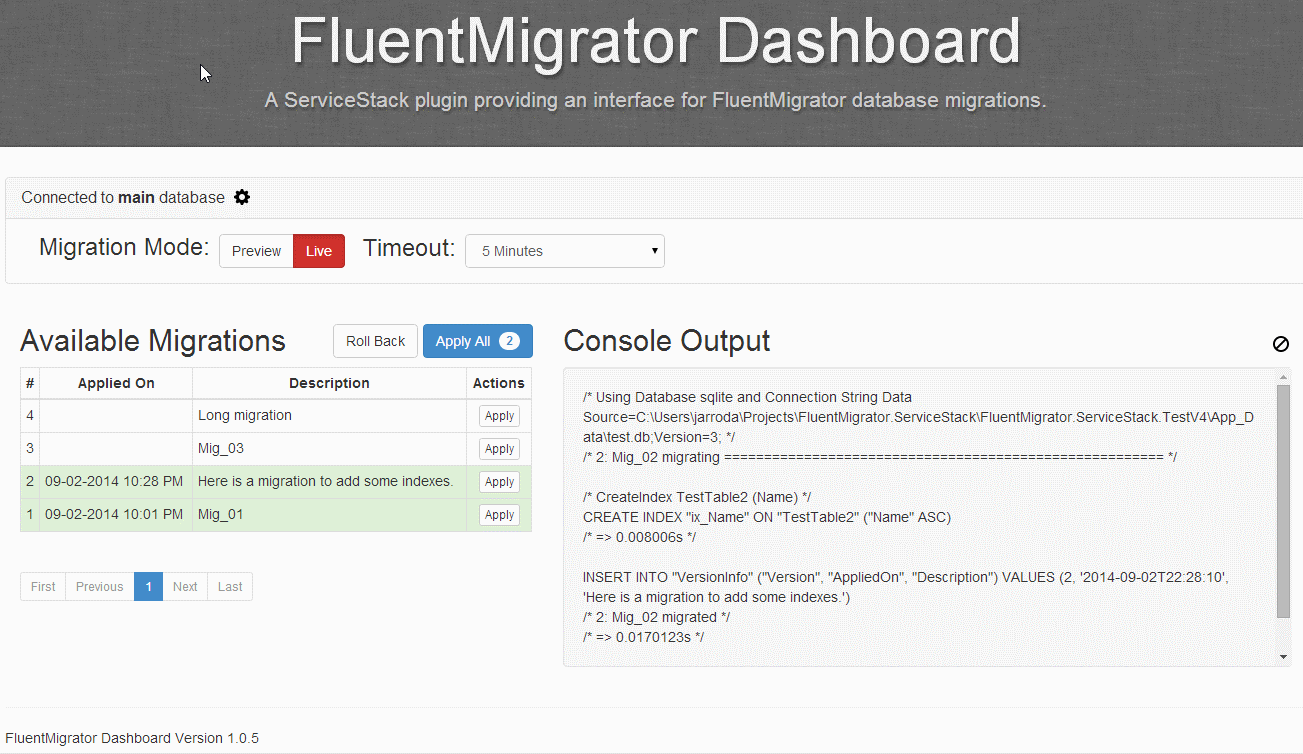 FluentMigrator Dashboard
A ServiceStack plugin providing an interface for FluentMigrator database migrations.
Connected to main database
Migration Mode: Preview Live Timeout: 5 Minutes
Available Migrations Roll Back Apply All 2
# Applied On Description Actions
4 Long migration Apply
3 Mig_03 Apply
2 09-02-2014 10:28 PM Here is a migration to add some indexes. Apply
1 09-02-2014 10:01 PM Mig_01 Apply
First Previous 1 Next Last
Console Output
/* Using Database sqlite and Connection String Data
Source=C:\Users\jarroda\Projects\FluentMigrator.ServiceStack\FluentMigrator.ServiceStack.TestV4\App_D
ata\test.db;Version=3; */
/* 2: Mig_02 migrating ======================================================= */
/* CreateIndex TestTable2 (Name) */
CREATE INDEX "ix_Name" ON "TestTable2" ("Name" ASC)
/* => 0.008006s */
INSERT INTO "VersionInfo" ("Version", "AppliedOn", "Description") VALUES (2, '2014-09-02T22:28:10',
'Here is a migration to add some indexes.')
/* 2: Mig_02 migrated */
/* => 0.0170123s */
FluentMigrator Dashboard Version 1.0.5